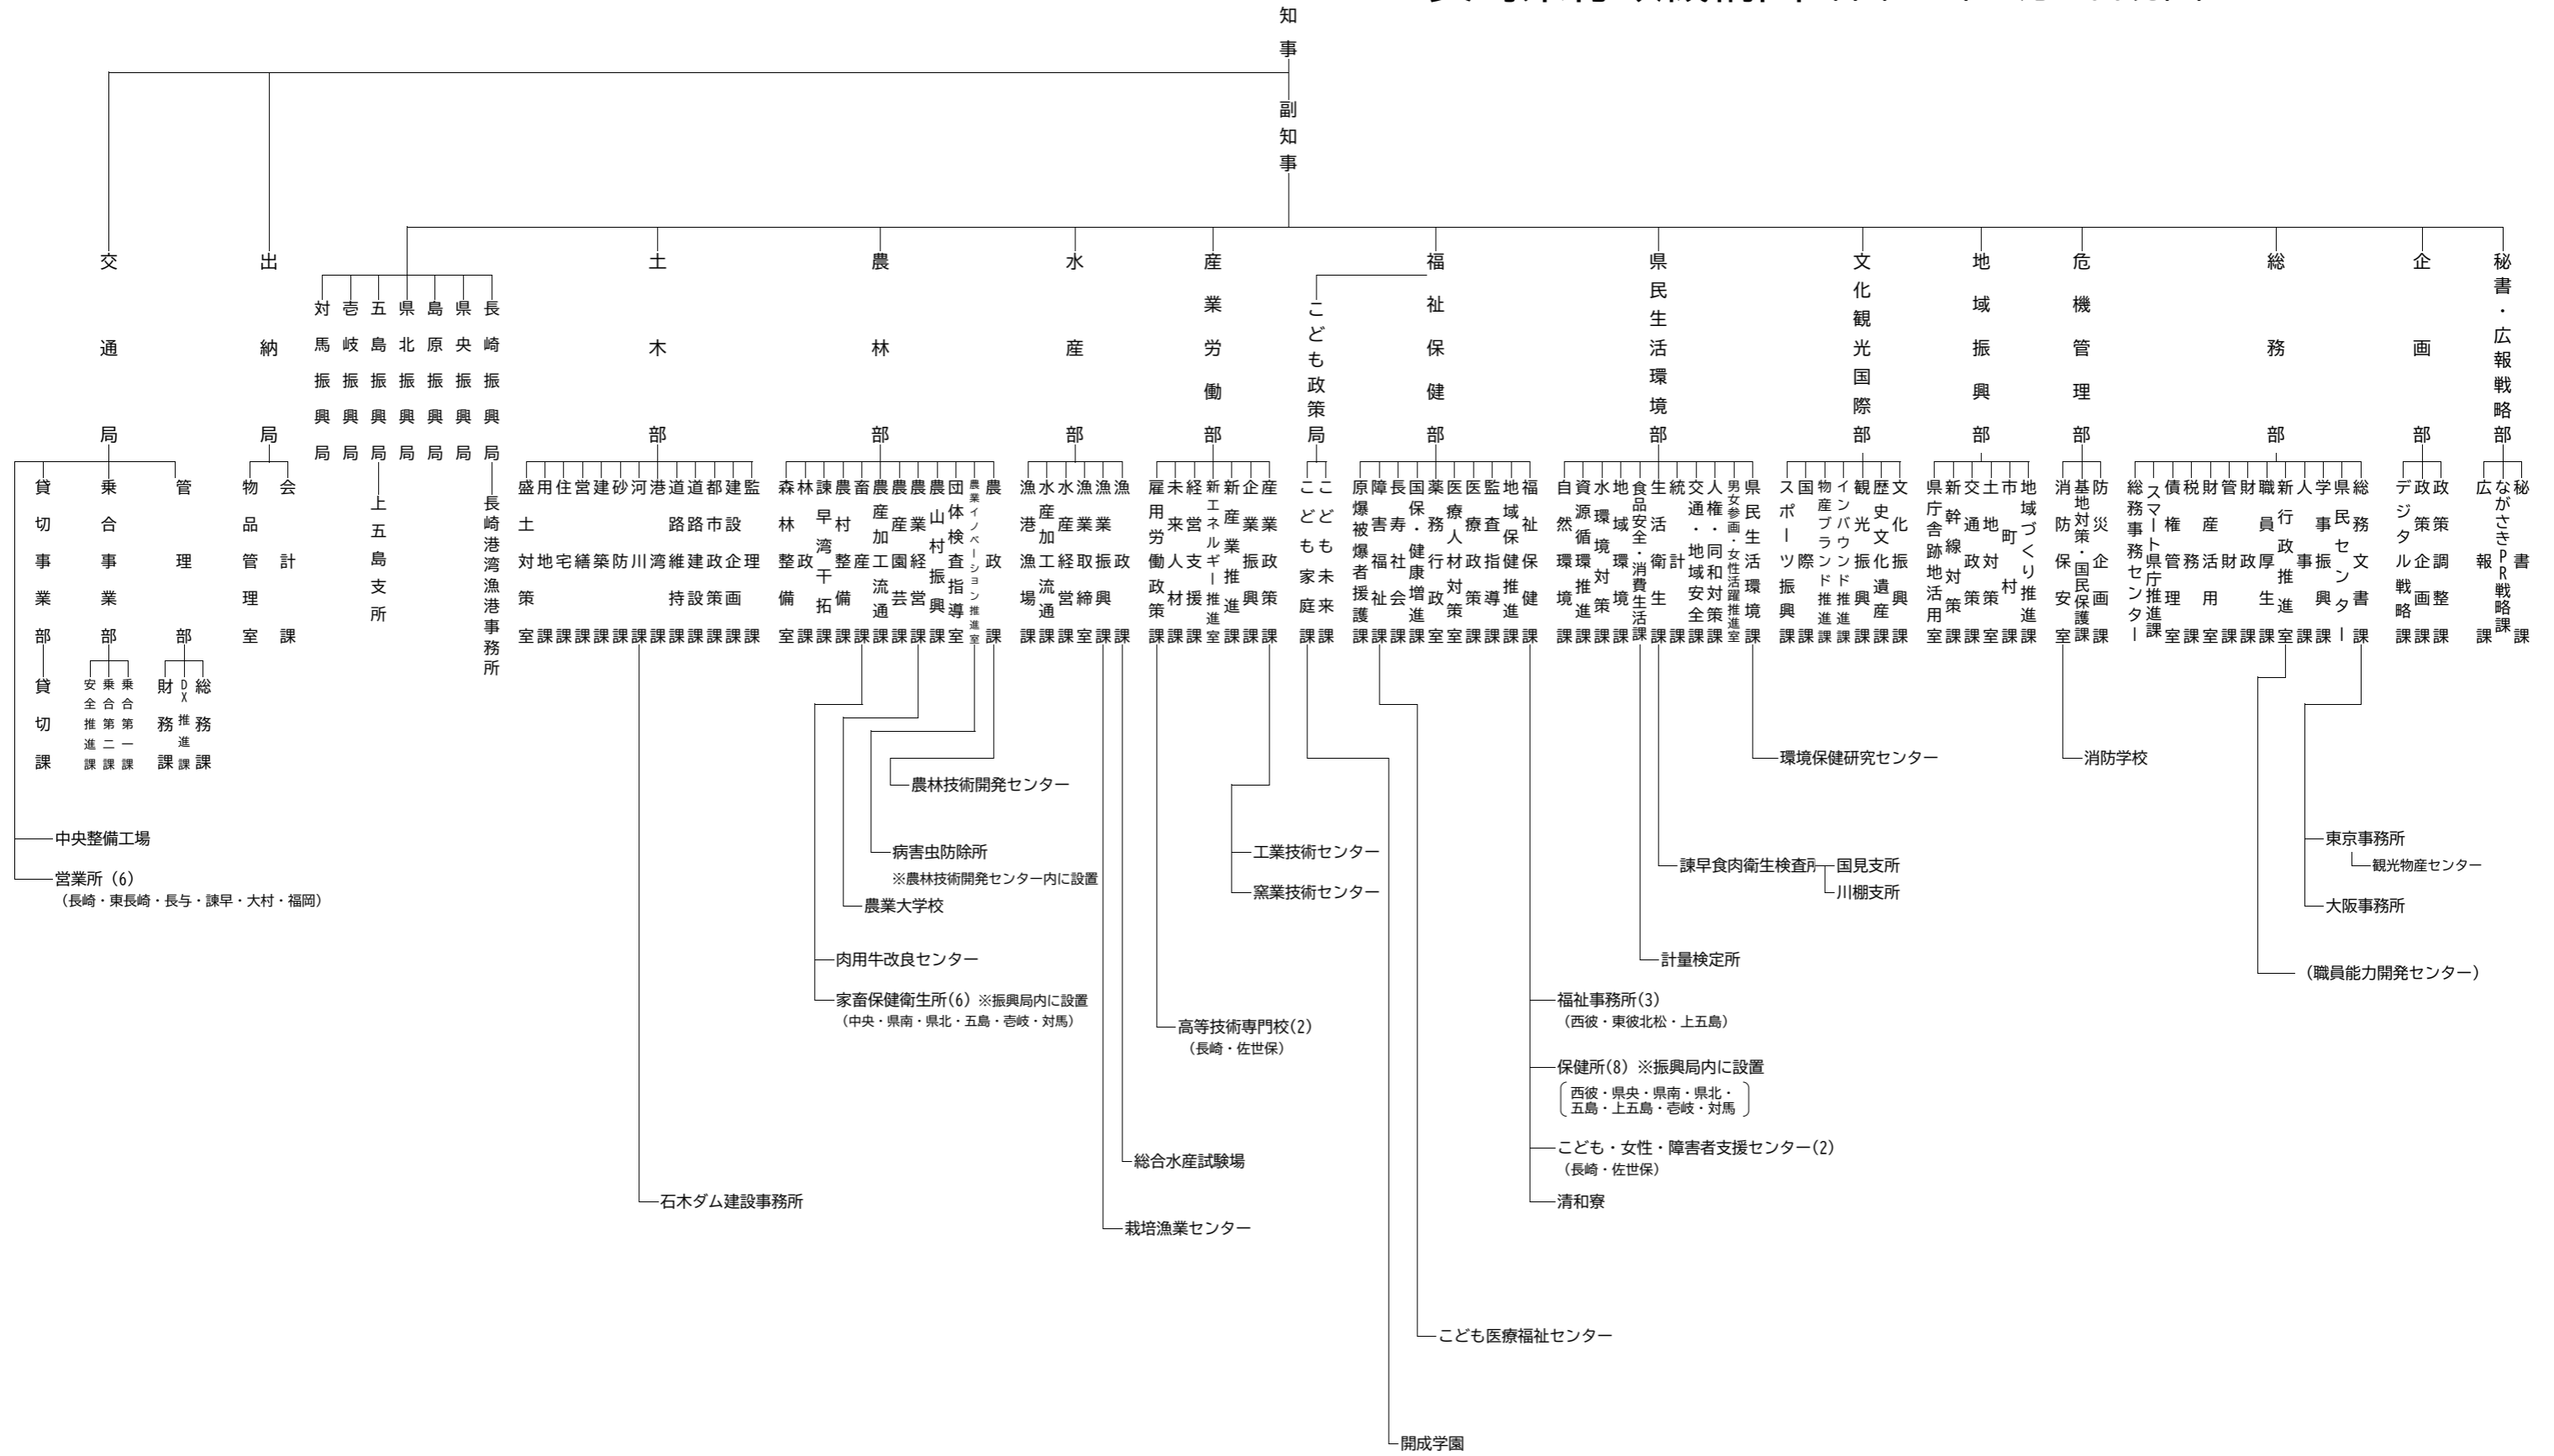 知事
副知事
交通局
出納局
対馬振興局
壱岐振興局
五島振興局
県北振興局
島原振興局
県央振興局
長崎振興局
土木部
農林部
水産部
産業労働部
こども政策局
福祉保健部
県民生活環境部
文化観光国際部
地域振興部
危機管理部
総務部
企画部
秘書・広報戦略部
貸切事業部
乗合事業部
管理部
物品管理室
会計課
上五島支所
長崎港湾漁港事務所
盛土対策室
用地課
住宅課
営繕課
建築課
砂防課
河川課
港湾課
道路維持課
道路建設課
都市政策課
建設企画課
監理課
森林整備室
林政課
諫早湾干拓課
農村整備課
畜産課
農産加工流通課
農産園芸課
農業経営課
農山村振興課
団体検査指導室
農業イノベーション推進室
農政課
漁港漁場課
水産加工流通課
水産経営課
漁業取締室
漁業振興課
漁政課
雇用労働政策課
未来人材課
経営支援課
新エネルギー推進室
新産業推進課
企業振興課
産業政策課
こども家庭課
こども未来課
原爆被爆者援護課
障害福祉課
長寿社会課
国保・健康増進課
薬務行政室
医療人材対策室
医療政策課
監査指導課
地域保健推進課
福祉保健課
自然環境課
資源循環推進課
水環境対策課
地域環境課
食品安全・消費生活課
生活衛生課
統計課
交通・地域安全課
人権・同和対策課
男女参画・女性活躍推進室
県民生活環境課
スポーツ振興課
国際課
物産ブランド推進課
インバウンド推進課
観光振興課
歴史文化遺産課
文化振興課
県庁舎跡地活用室
新幹線対策課
交通政策課
土地対策室
市町村課
地域づくり推進課
消防保安室
基地対策・国民保護課
防災企画課
総務事務センター
スマート県庁推進課
債権管理室
税務課
財産活用室
管財課
財政課
職員厚生課
新行政推進室
人事課
学事振興課
県民センター
総務文書課
デジタル戦略課
政策企画課
政策調整課
広報課
ながさきPR戦略課
秘書課
貸切課
安全推進課
乗合第二課
乗合第一課
財務課
DX推進課
総務課
環境保健研究センター
消防学校
農林技術開発センター
中央整備工場
東京事務所
病害虫防除所
工業技術センター
諫早食肉衛生検査所
国見支所
観光物産センター
営業所(6)
(長崎・東長崎・長与・諫早・大村・福岡)
※農林技術開発センター内に設置
窯業技術センター
川棚支所
農業大学校
大阪事務所
肉用牛改良センター
計量検定所
(職員能力開発センター)
家畜保健衛生所(6) ※振興局内に設置
(中央・県南・県北・五島・壱岐・対馬)
福祉事務所(3)
(西彼・東彼北松・上五島)
高等技術専門校(2)
(長崎・佐世保)
保健所(8) ※振興局内に設置
西彼・県央・県南・県北・
五島・上五島・壱岐・対馬
こども・女性・障害者支援センター(2)
(長崎・佐世保)
総合水産試験場
石木ダム建設事務所
清和寮
栽培漁業センター
こども医療福祉センター
開成学園